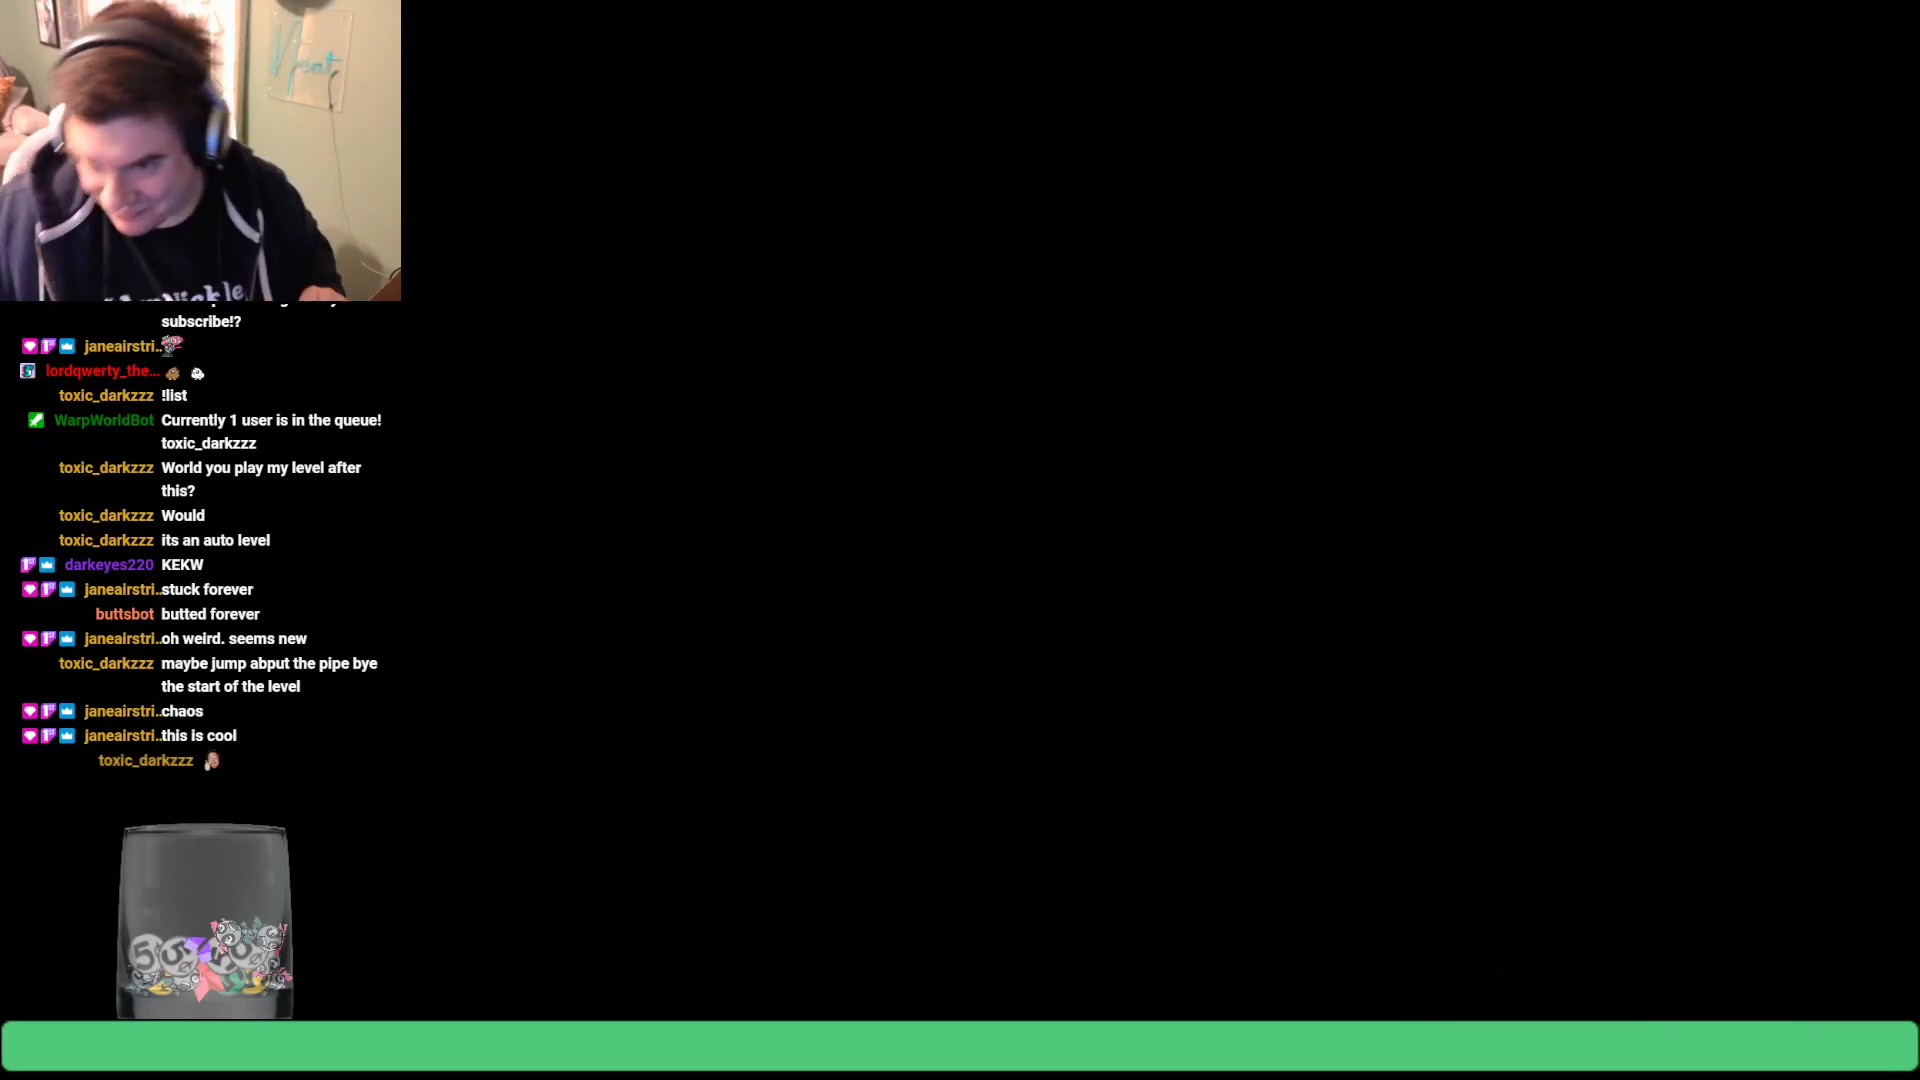 subscribe!?
janeairstri..
lordqwerty_the...
toxic_darkzzz !list
WarpWorldBot Currently 1 user is in the queue!
toxic_darkzzz
toxic_darkzzz World you play my level after
this?
toxic_darkzzz Would
toxic_darkzzz its an auto level
darkeyes220 KEKW
janeairstri..stuck forever
buttsbot butted forever
janeairstri..oh weird. seems new
toxic_darkzzz maybe jump abput the pipe bye
the start of the level
janeairstri..chaos
janeairstri..this is cool
toxic_darkzzz